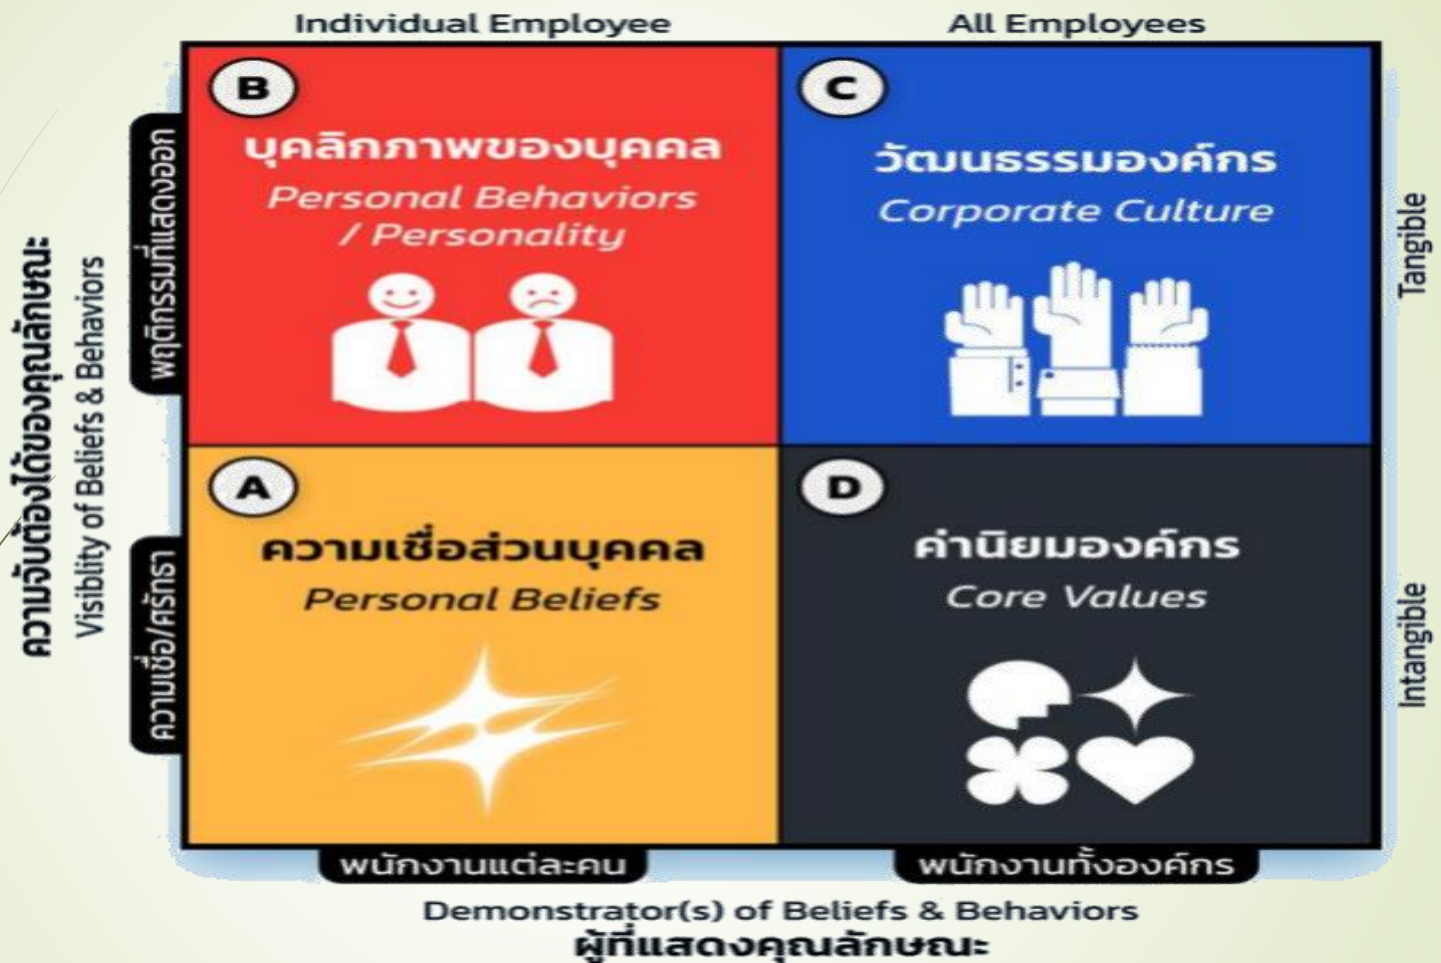 Individual Employee
All Employees
B
บุคลิกภาพของบุคคล
Personal Behaviors
/ Personality
C
วัฒนธรรมองค์กร
Corporate Culture
A
ความเชื่อส่วนบุคคล
Personal Beliefs
D
ค่านิยมองค์กร
Core Values
ความจับต้องได้ของคุณลักษณะ
Visiblity of Beliefs & Behaviors
พฤติกรรมที่แสดงออก
ความเชื่อ/ศรัทธา
Tangible
Intangible
พนักงานแต่ละคน
พนักงานทั้งองค์กร
Demonstrator(s) of Beliefs & Behaviors
ผู้ที่แสดงคุณลักษณะ